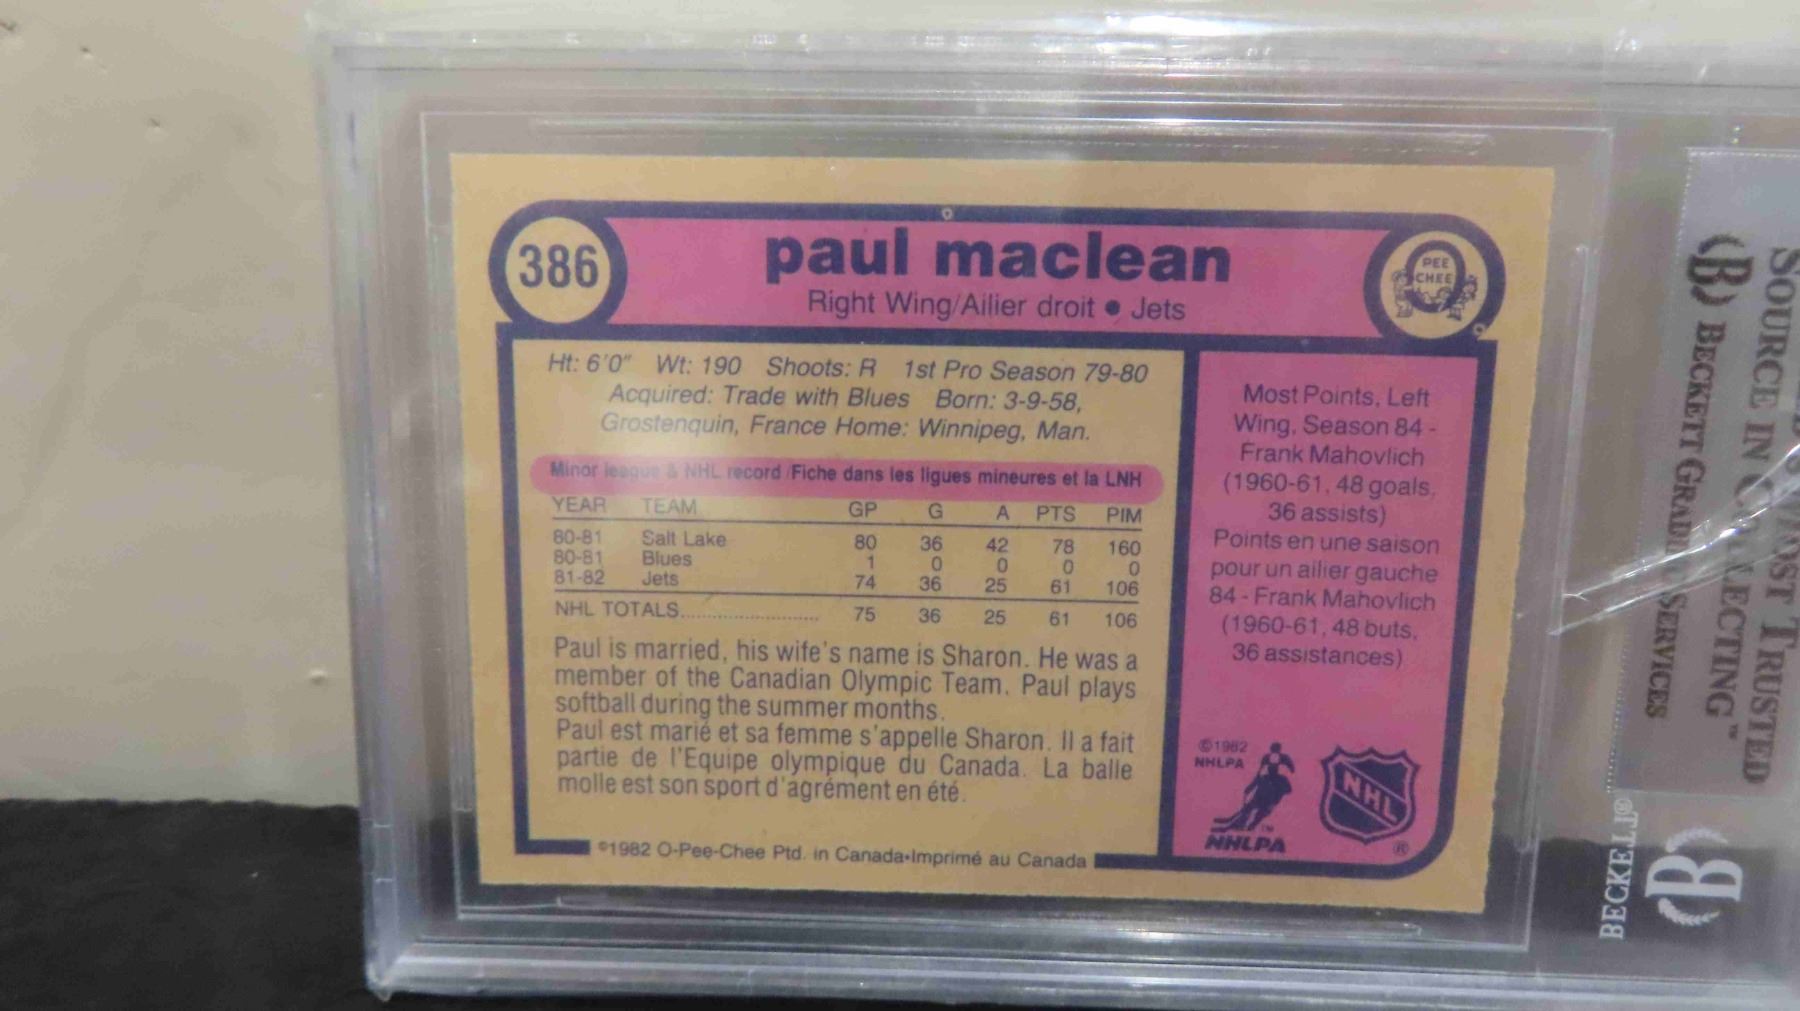 386
paul maclean
Right Wing/Ailier droit • Jets
O
PEE
CHEE
Ht: 6'0" Wt: 190 Shoots: R 1st Pro Season 79-80
Acquired: Trade with Blues Born: 3-9-58,
Grostenquin, France Home: Winnipeg, Man.
Minor league & NHL record/Fiche dans les ligues mineures et la LNH
YEAR TEAM GP G A PTS PIM
80-81 Salt Lake 80 36 42 78 160
80-81 Blues 1 0 0 0 0
81-82 Jets 74 36 25 61 106
NHL TOTALS.................... 75 36 25 61 106
Paul is married, his wife's name is Sharon. He was a
member of the Canadian Olympic Team. Paul plays
softball during the summer months.
Paul est marié et sa femme s'appelle Sharon. Il a fait
partie de l'Equipe olympique du Canada. La balle
molle est son sport d'agrément en été.
©1982 O-Pee-Chee Ptd. in Canada•Imprimé au Canada
Most Points, Left
Wing, Season 84 -
Frank Mahovlich
(1960-61, 48 goals,
36 assists)
Points en une saison
pour un ailier gauche
84 - Frank Mahovlich
(1960-61, 48 buts,
36 assistances)
©1982
NHLPA
TM
NHLPA
NHL
®
SOURCE IN COLLECTING™
B BECKETT GRADING SERVICES
MOST TRUSTED
BECKETT®
B